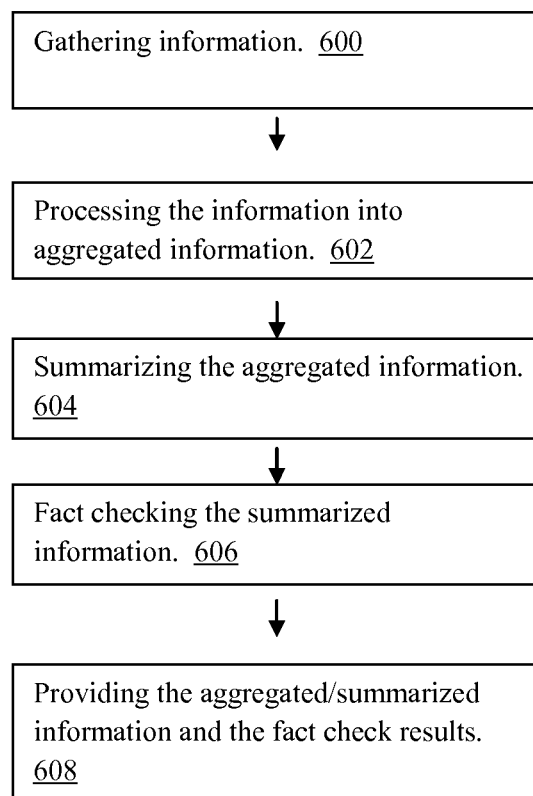 Gathering information. 600
Processing the information into
aggregated information. 602
Summarizing the aggregated information.
604
Fact checking the summarized
information. 606
Providing the aggregated/summarized
information and the fact check results.
608